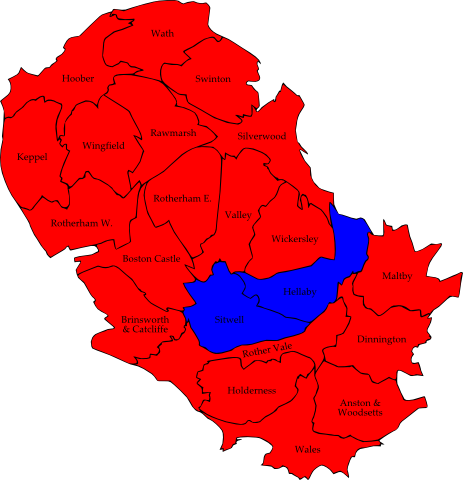 Wath
Hoober
Swinton
Rawmarsh
Silverwood
Wingfield
Keppel
Rotherham E.
Valley
Rotherham W.
Wickersley
Boston Castle
Maltby
Hellaby
Sitwell
Brinsworth
& Catcliffe
Dinnington
Rother Vale
Holderness
Anston &
Woodsetts
Wales